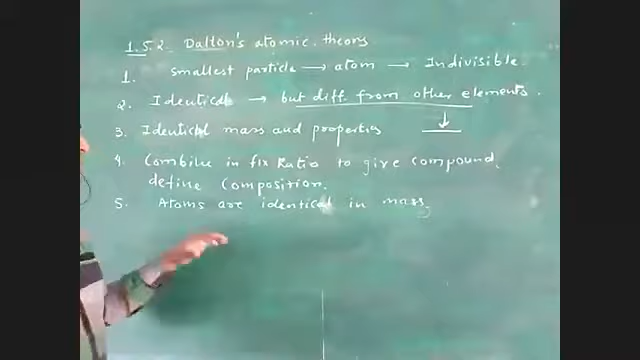 1.5.2. Dalton's atomic theory
1. Smallest particle → atom → Indivisible.
2. Identical → but diff. from other elements.
3. Identical mass and properties
4. Combine in fix Ratio to give compound,
define composition.
5. Atoms are identical in mass,